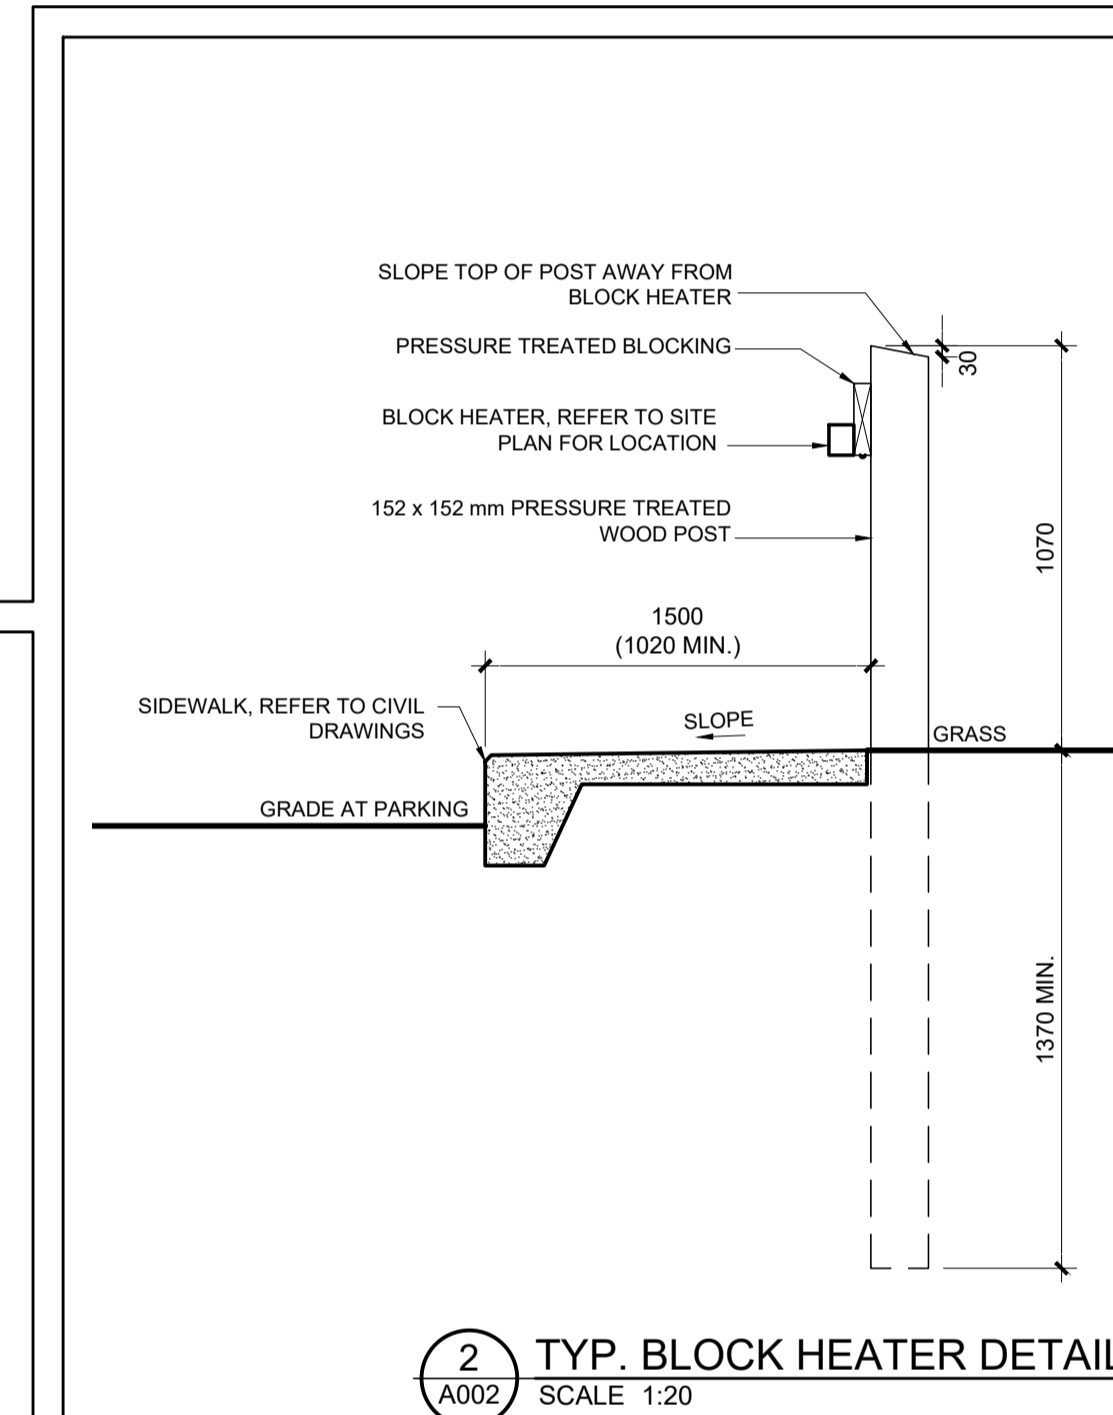 SLOPE TOP OF POST AWAY FROM
BLOCK HEATER
PRESSURE TREATED BLOCKING
30
BLOCK HEATER, REFER TO SITE
PLAN FOR LOCATION
152 x 152 mm PRESSURE TREATED
WOOD POST
1070
1500
(1020 MIN.)
SIDEWALK, REFER TO CIVIL
DRAWINGS
SLOPE
GRASS
GRADE AT PARKING
1370 MIN.
2
A002
TYP. BLOCK HEATER DETAIL
SCALE 1:20